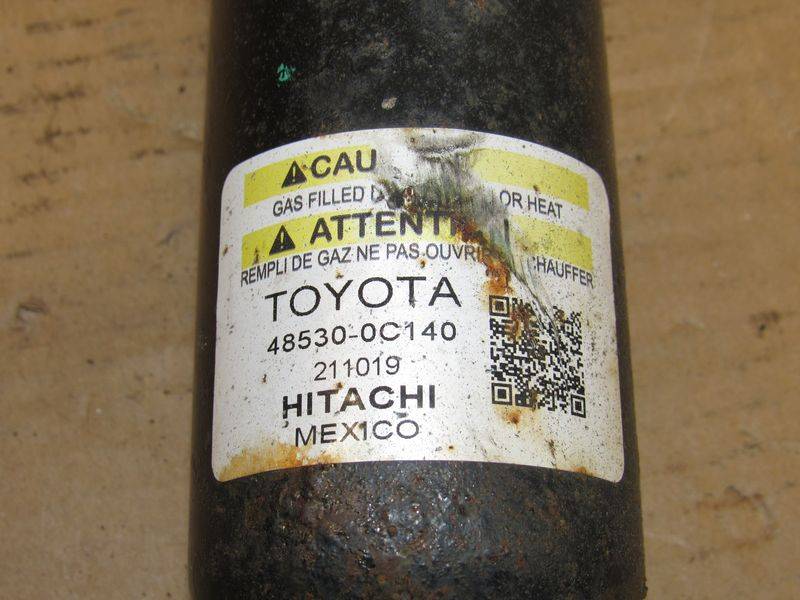 CAU
GAS FILLED OR HEAT
ATTENTI
REMPLI DE GAZ NE PAS OUVRI CHAUFFER
TOYOTA
48530-0C140
211019
HITACHI
MEXICO